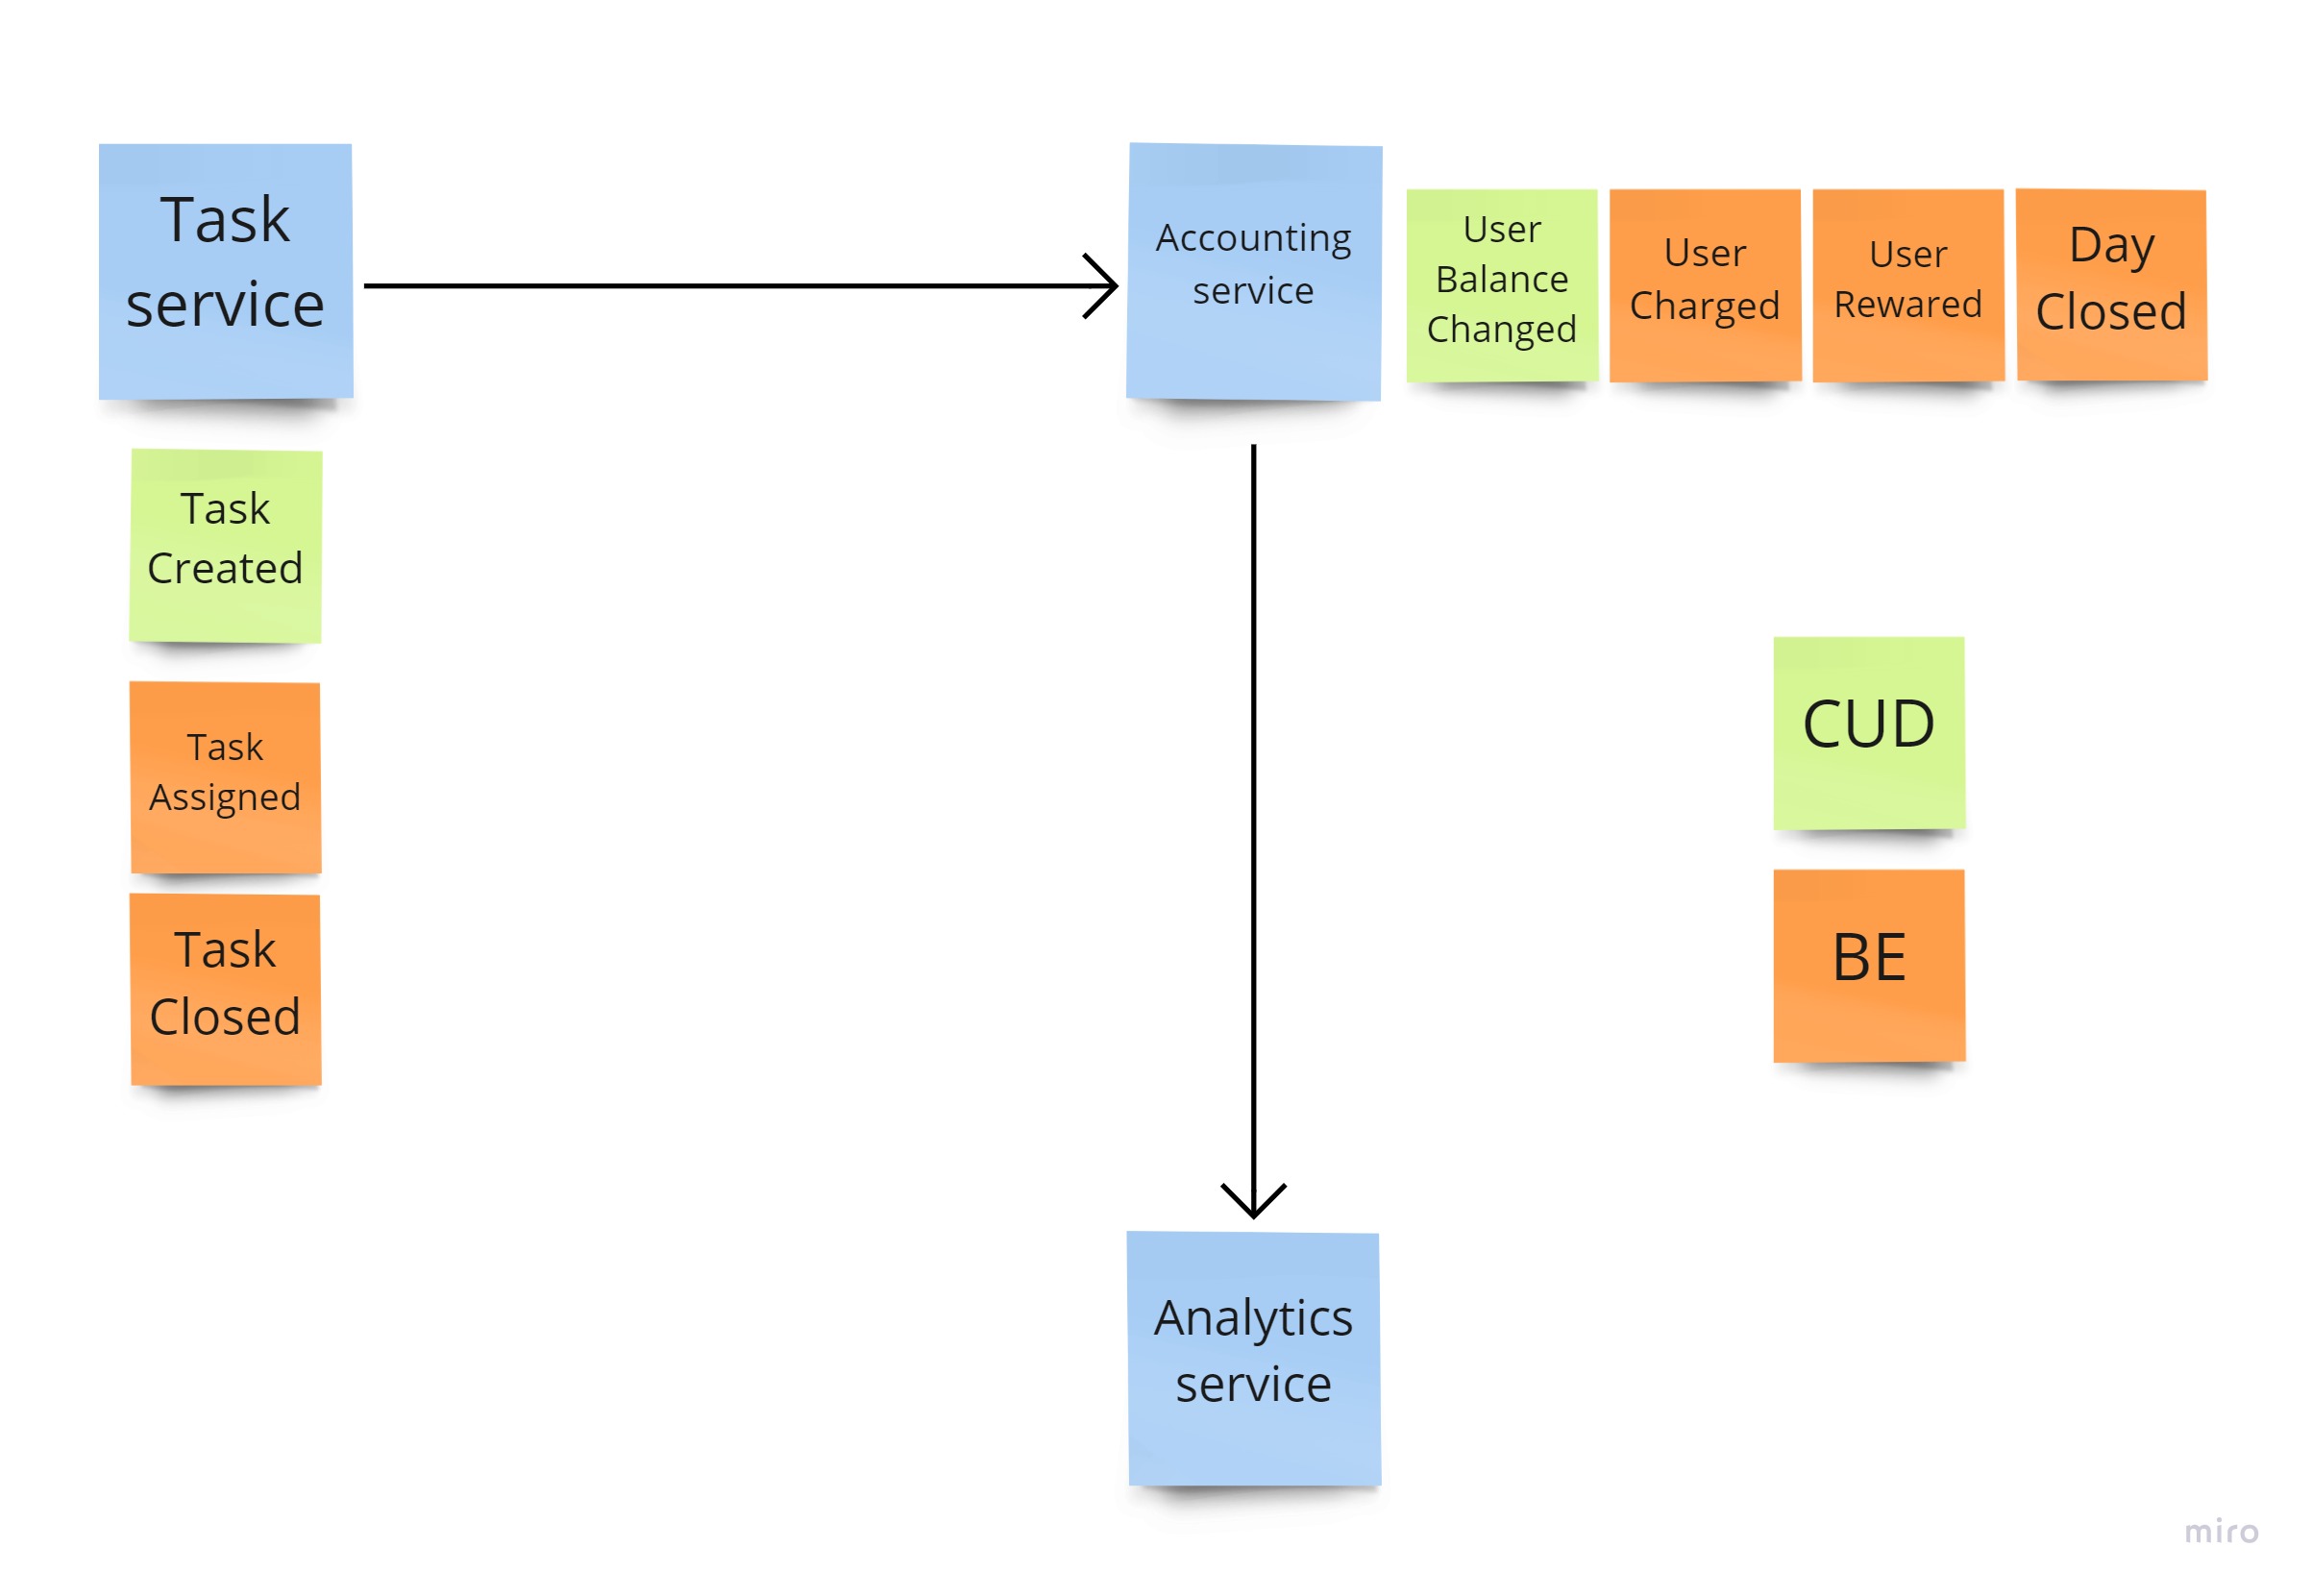 Task
service
Accounting
service
User
Balance
Changed
User
Charged
User
Rewared
Day
Closed
Task
Created
Task
Assigned
Task
Closed
CUD
BE
Analytics
service
miro